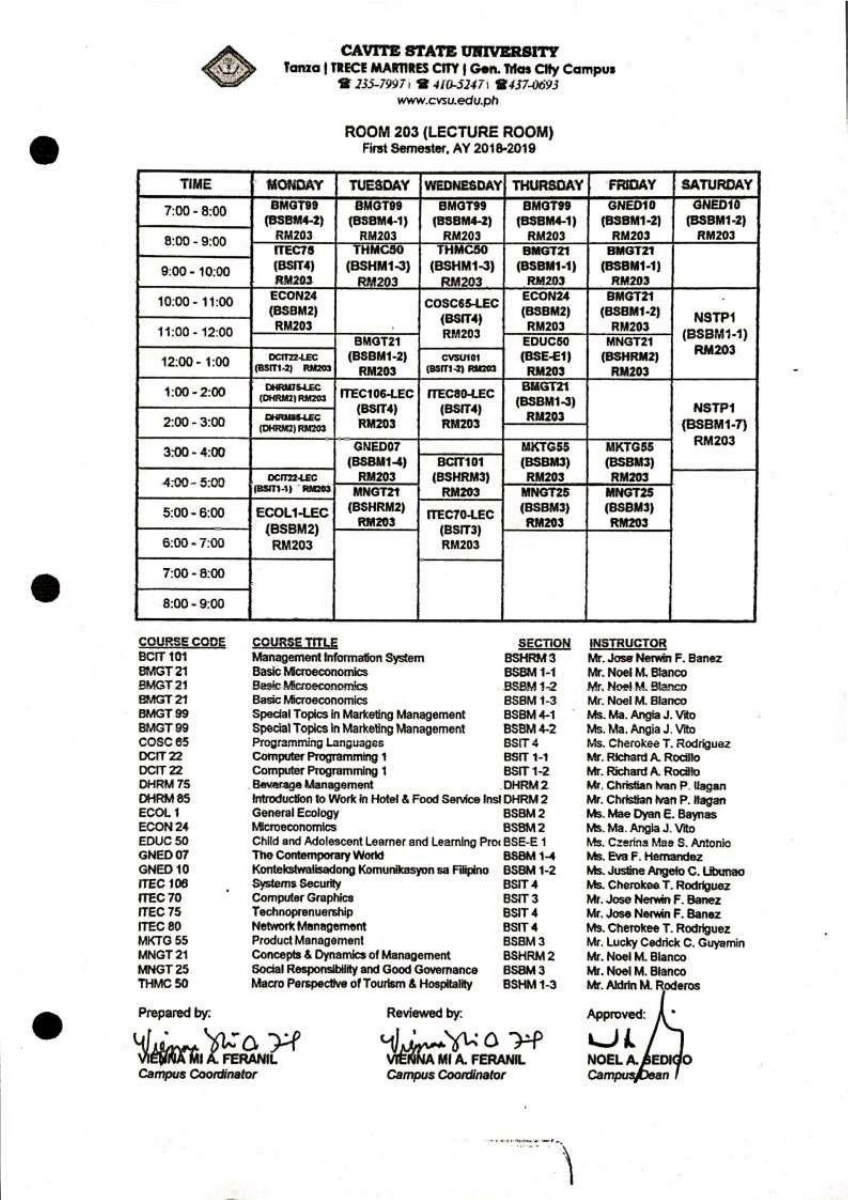 CAVITE STATE UNIVERSITY
Tanza | TRECE MARTIRES CITY | Gen. Trias City Campus
☎ 235-7997 ı ☎ 410-5247 ı ☎ 437-0693
www.cvsu.edu.ph
ROOM 203 (LECTURE ROOM)
First Semester, AY 2018-2019
TIME MONDAY TUESDAY WEDNESDAY THURSDAY FRIDAY SATURDAY
7:00 - 8:00 BMGT99 BMGT99 BMGT99 BMGT99 GNED10 GNED10
(BSBM4-2) (BSBM4-1) (BSBM4-2) (BSBM4-1) (BSBM1-2) (BSBM1-2)
8:00 - 9:00 RM203 RM203 RM203 RM203 RM203 RM203
ITEC75 THMC50 THMC50 BMGT21 BMGT21
9:00 - 10:00 (BSIT4) (BSHM1-3) (BSHM1-3) (BSBM1-1) (BSBM1-1)
RM203 RM203 RM203 RM203 RM203
10:00 - 11:00 ECON24 COSC65-LEC ECON24 BMGT21 NSTP1
(BSBM2) (BSIT4) (BSBM2) (BSBM1-2) (BSBM1-1)
11:00 - 12:00 RM203 RM203 RM203 RM203 RM203
BMGT21 EDUC50 MNGT21
12:00 - 1:00 DCIT22-LEC (BSBM1-2) CVSU101 (BSE-E1) (BSHRM2)
(BSIT1-2) RM203 RM203 (BSIT1-2) RM203 RM203 RM203
1:00 - 2:00 DHRM75-LEC ITEC106-LEC ITEC80-LEC BMGT21 NSTP1
(DHRM2) RM203 (BSIT4) (BSIT4) (BSBM1-3) (BSBM1-7)
2:00 - 3:00 DHRM85-LEC RM203 RM203 RM203 RM203
(DHRM2) RM203
3:00 - 4:00 GNED07 MKTG55 MKTG55
(BSBM1-4) BCIT101 (BSBM3) (BSBM3)
4:00 - 5:00 DCIT22-LEC RM203 (BSHRM3) RM203 RM203
(BSIT1-1) RM203 MNGT21 RM203 MNGT25 MNGT25
5:00 - 6:00 ECOL1-LEC (BSHRM2) ITEC70-LEC (BSBM3) (BSBM3)
(BSBM2) RM203 (BSIT3) RM203 RM203
6:00 - 7:00 RM203 RM203
7:00 - 8:00
8:00 - 9:00
COURSE CODE COURSE TITLE SECTION INSTRUCTOR
BCIT 101 Management Information System BSHRM 3 Mr. Jose Nerwin F. Banez
BMGT 21 Basic Microeconomics BSBM 1-1 Mr. Noel M. Blanco
BMGT 21 Basic Microeconomics BSBM 1-2 Mr. Noel M. Blanco
BMGT 21 Basic Microeconomics BSBM 1-3 Mr. Noel M. Blanco
BMGT 99 Special Topics in Marketing Management BSBM 4-1 Ms. Ma. Angia J. Vito
BMGT 99 Special Topics in Marketing Management BSBM 4-2 Ms. Ma. Angia J. Vito
COSC 65 Programming Languages BSIT 4 Ms. Cherokee T. Rodriguez
DCIT 22 Computer Programming 1 BSIT 1-1 Mr. Richard A. Rocillo
DCIT 22 Computer Programming 1 BSIT 1-2 Mr. Richard A. Rocillo
DHRM 75 Beverage Management DHRM 2 Mr. Christian Ivan P. Ilagan
DHRM 85 Introduction to Work in Hotel & Food Service Inst DHRM 2 Mr. Christian Ivan P. Ilagan
ECOL 1 General Ecology BSBM 2 Ms. Mae Dyan E. Baynas
ECON 24 Microeconomics BSBM 2 Ms. Ma. Angia J. Vito
EDUC 50 Child and Adolescent Learner and Learning Proc BSE-E 1 Ms. Czerina Mae S. Antonio
GNED 07 The Contemporary World BSBM 1-4 Ms. Eva F. Hernandez
GNED 10 Kontekstwalisadong Komunikasyon sa Filipino BSBM 1-2 Ms. Justine Angelo C. Libunao
ITEC 106 Systems Security BSIT 4 Ms. Cherokee T. Rodriguez
ITEC 70 Computer Graphics BSIT 3 Mr. Jose Nerwin F. Banez
ITEC 75 Technoprenuership BSIT 4 Mr. Jose Nerwin F. Banez
ITEC 80 Network Management BSIT 4 Ms. Cherokee T. Rodriguez
MKTG 55 Product Management BSBM 3 Mr. Lucky Cedrick C. Guyamin
MNGT 21 Concepts & Dynamics of Management BSHRM 2 Mr. Noel M. Blanco
MNGT 25 Social Responsibility and Good Governance BSBM 3 Mr. Noel M. Blanco
THMC 50 Macro Perspective of Tourism & Hospitality BSHM 1-3 Mr. Aldrin M. Roderos
Prepared by: Reviewed by: Approved:
VIENNA MI A. FERANIL VIENNA MI A. FERANIL NOEL A. SEDIGO
Campus Coordinator Campus Coordinator Campus Dean